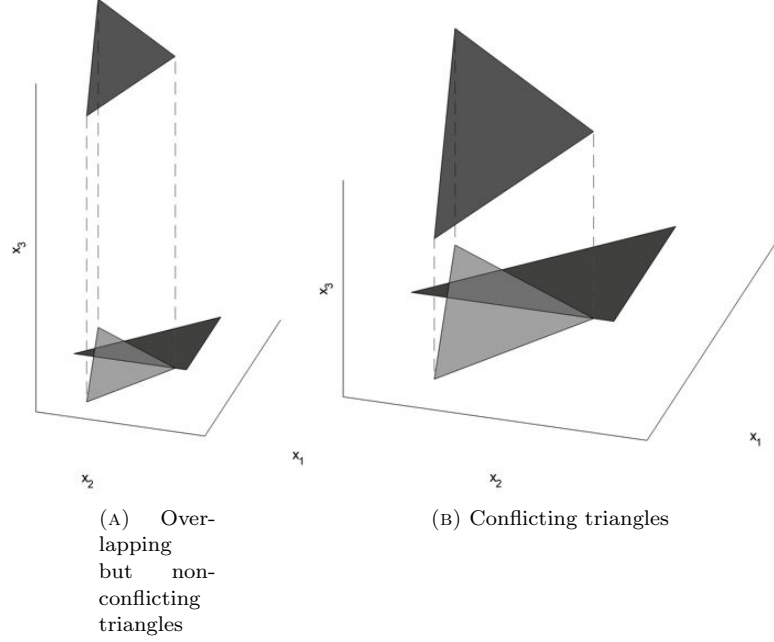 x3
x1
x2
(A) Over-
lapping
but non-
conflicting
triangles
x3
x1
x2
(B) Conflicting triangles